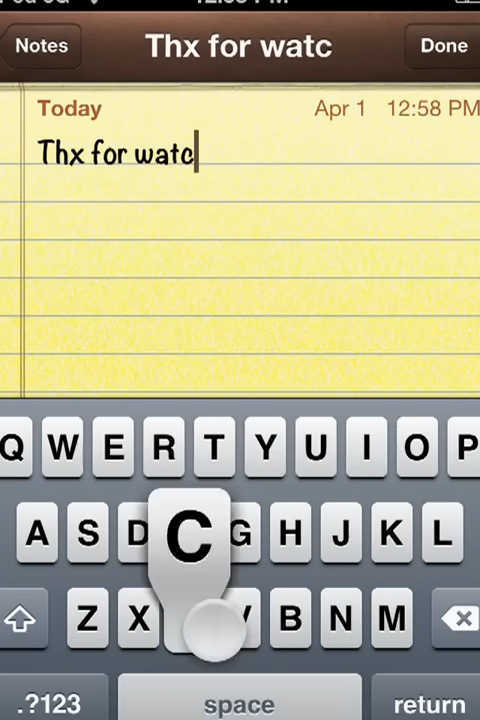 Notes
Thx for watc
Done
Today
Apr 1 12:58 PM
Thx for watc
Q W E R T Y U I O P
A S D C G H J K L
Z X V B N M
.?123
space
return